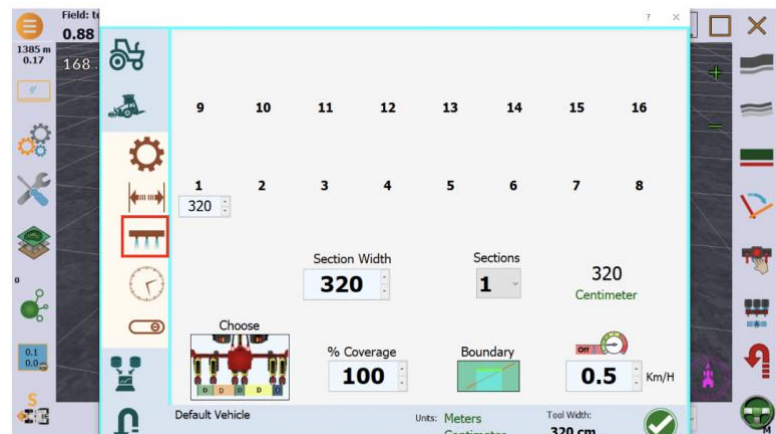 Field: t
0.88
1385 m
0.17
168
? ×
9 10 11 12 13 14 15 16
1 2 3 4 5 6 7 8
320
Section Width
320
Sections
1
320
Centimeter
Choose
D D D D D
% Coverage
100
Boundary
Off
0.5 Km/H
0
0.1
0.0
S
Default Vehicle
Units: Meters
Centimeter
Tool Width:
320 cm
M